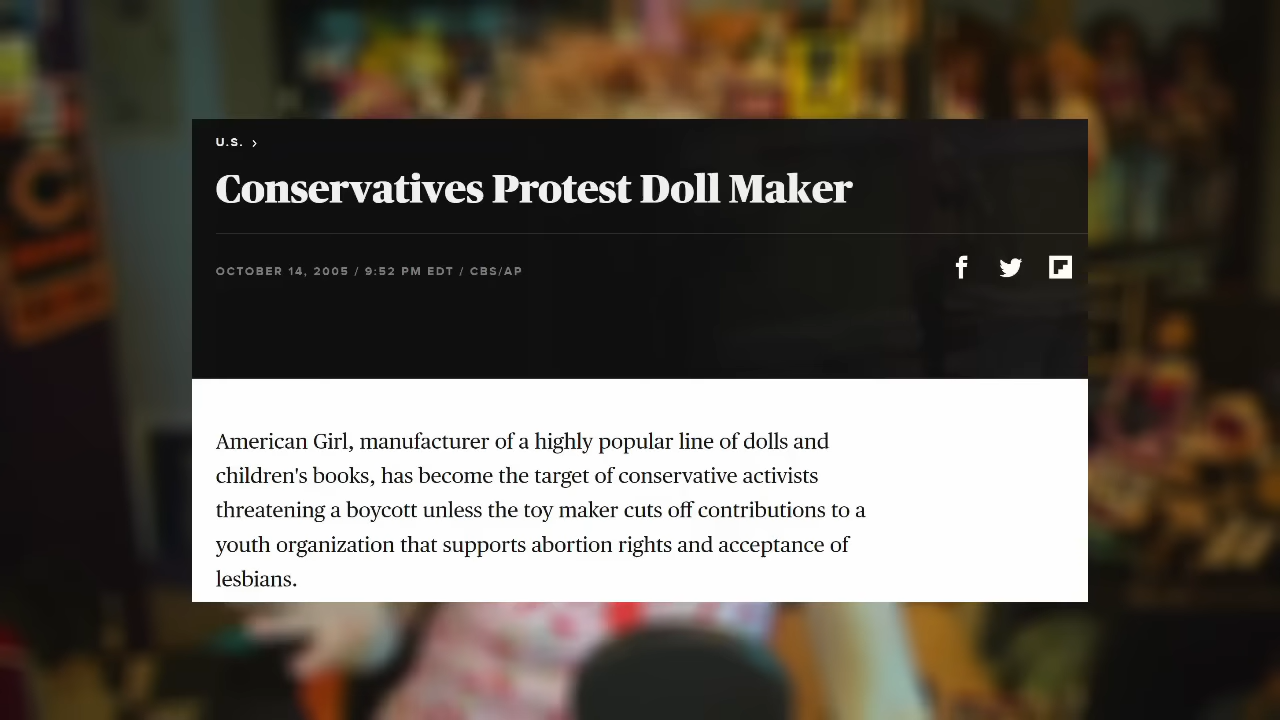 U.S. ›
Conservatives Protest Doll Maker
OCTOBER 14, 2005 / 9:52 PM EDT / CBS/AP
American Girl, manufacturer of a highly popular line of dolls and
children's books, has become the target of conservative activists
threatening a boycott unless the toy maker cuts off contributions to a
youth organization that supports abortion rights and acceptance of
lesbians.